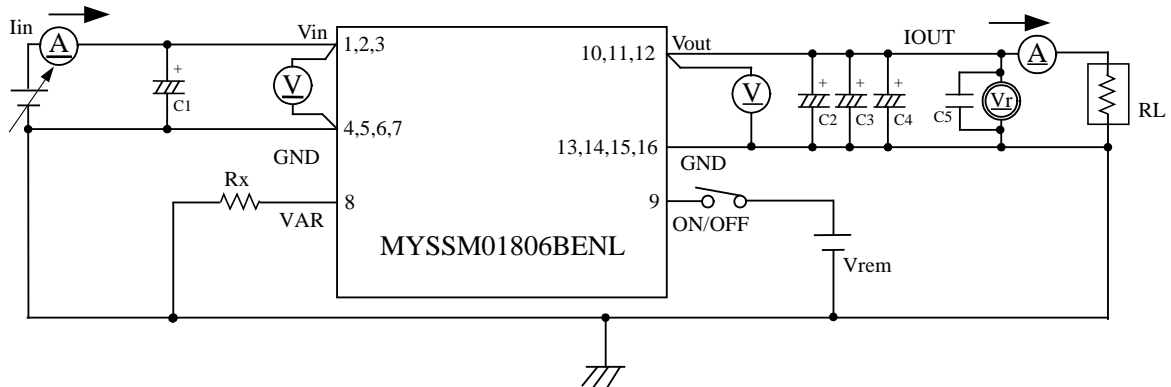 Iin
A
Vin
1,2,3
10,11,12
Vout
IOUT
A
+
C1
V
V
+
C2
+
C3
+
C4
C5
Vr
RL
4,5,6,7
GND
13,14,15,16
GND
Rx
VAR
8
9
ON/OFF
MYSSM01806BENL
Vrem